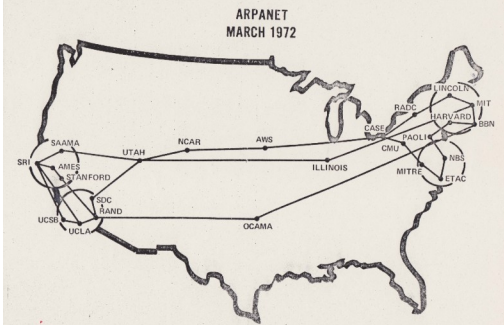 ARPANET
MARCH 1972
LINCOLN
RADC
MIT
CASE
HARVARD
BBN
SAAMA
NCAR
AWS
PAOLI
CMU
SRI
AMES
UTAH
ILLINOIS
NBS
STANFORD
MITRE
ETAC
SDC
RAND
UCSB
UCLA
OCAMA